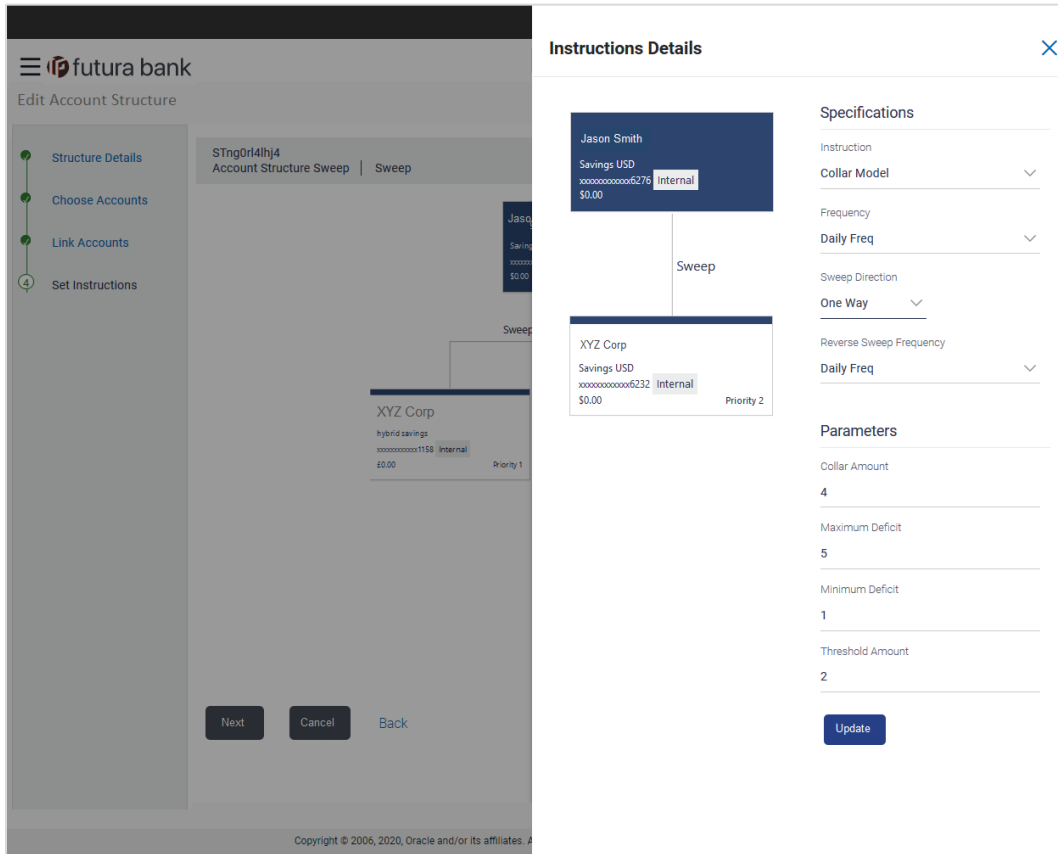 futura bank
Edit Account Structure
Structure Details
Choose Accounts
Link Accounts
4
Set Instructions
STng0rl4lhj4
Account Structure Sweep | Sweep
Savings
$0.00
Sweep
XYZ Corp
hybrid savings
xxxxxxxxxxxx1158 Internal
£0.00 Priority 1
Next Cancel Back
Copyright © 2006, 2020, Oracle and/or its affiliates. A
Instructions Details
Jason Smith
Savings USD
xxxxxxxxxxxx6276 Internal
$0.00
Sweep
XYZ Corp
Savings USD
xxxxxxxxxxxx6232 Internal
$0.00 Priority 2
Specifications
Instruction
Collar Model
Frequency
Daily Freq
Sweep Direction
One Way
Reverse Sweep Frequency
Daily Freq
Parameters
Collar Amount
4
Maximum Deficit
5
Minimum Deficit
1
Threshold Amount
2
Update